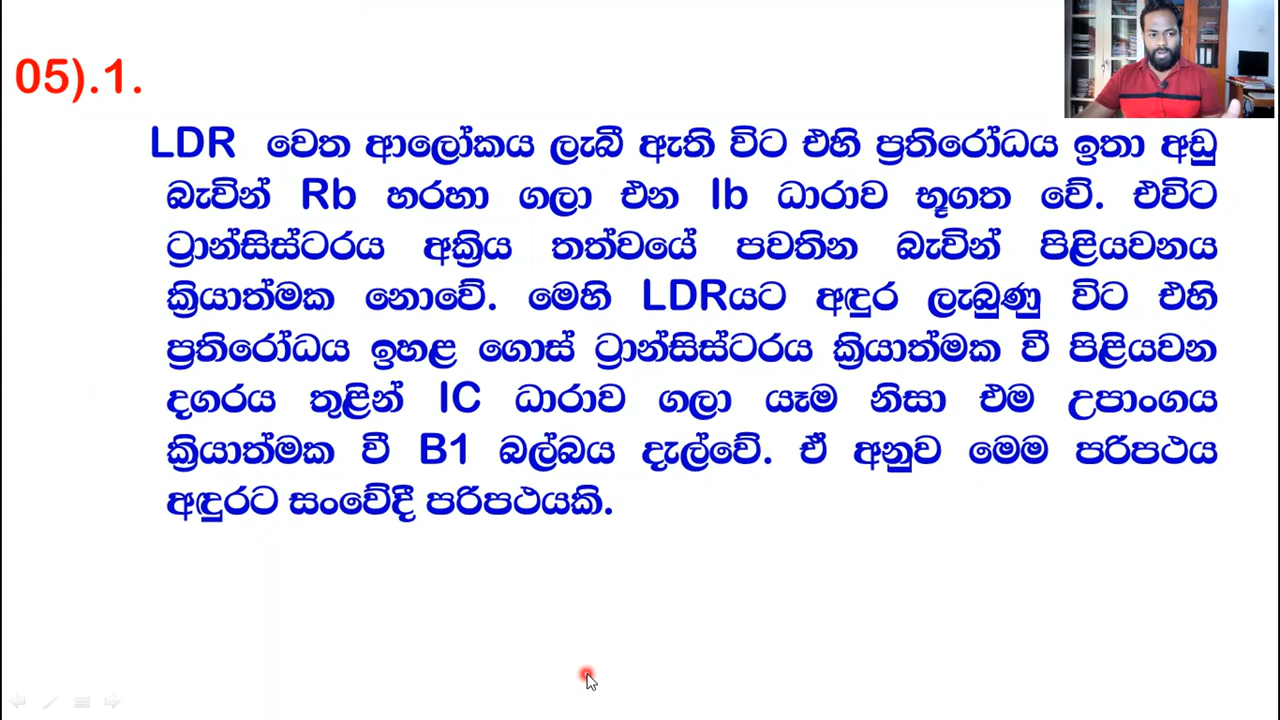 05).1.
LDR වෙත ආලෝකය ලැබී ඇති විට එහි ප්‍රතිරෝධය ඉතා අඩු
බැවින් Rb හරහා ගලා එන Ib ධාරාව භූගත වේ. එවිට
ට්‍රාන්සිස්ටරය අක්‍රිය තත්වයේ පවතින බැවින් පිළියවනය
ක්‍රියාත්මක නොවේ. මෙහි LDRයට අඳුර ලැබුණු විට එහි
ප්‍රතිරෝධය ඉහළ ගොස් ට්‍රාන්සිස්ටරය ක්‍රියාත්මක වී පිළියවන
දගරය තුළින් IC ධාරාව ගලා යෑම නිසා එම උපාංගය
ක්‍රියාත්මක වී B1 බල්බය දැල්වේ. ඒ අනුව මෙම පරිපථය
අඳුරට සංවේදී පරිපථයකි.